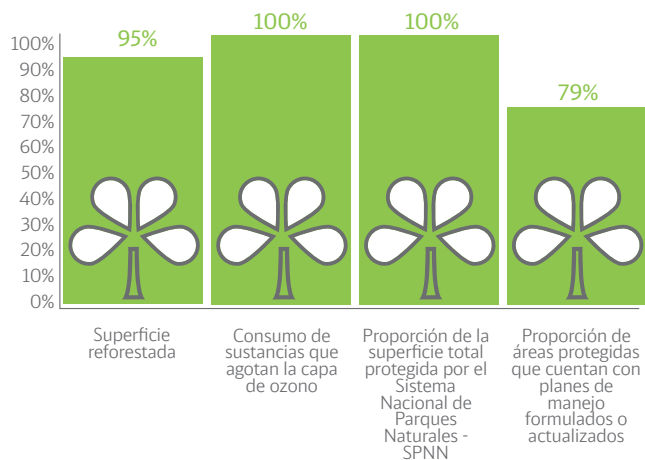 95%
100%
100%
79%
100%
90%
80%
70%
60%
50%
40%
30%
20%
10%
0%
Superficie
reforestada
Consumo de
sustancias que
agotan la capa
de ozono
Proporción de la
superficie total
protegida por el
Sistema
Nacional de
Parques
Naturales -
SPNN
Proporción de
áreas protegidas
que cuentan con
planes de
manejo
formulados o
actualizados